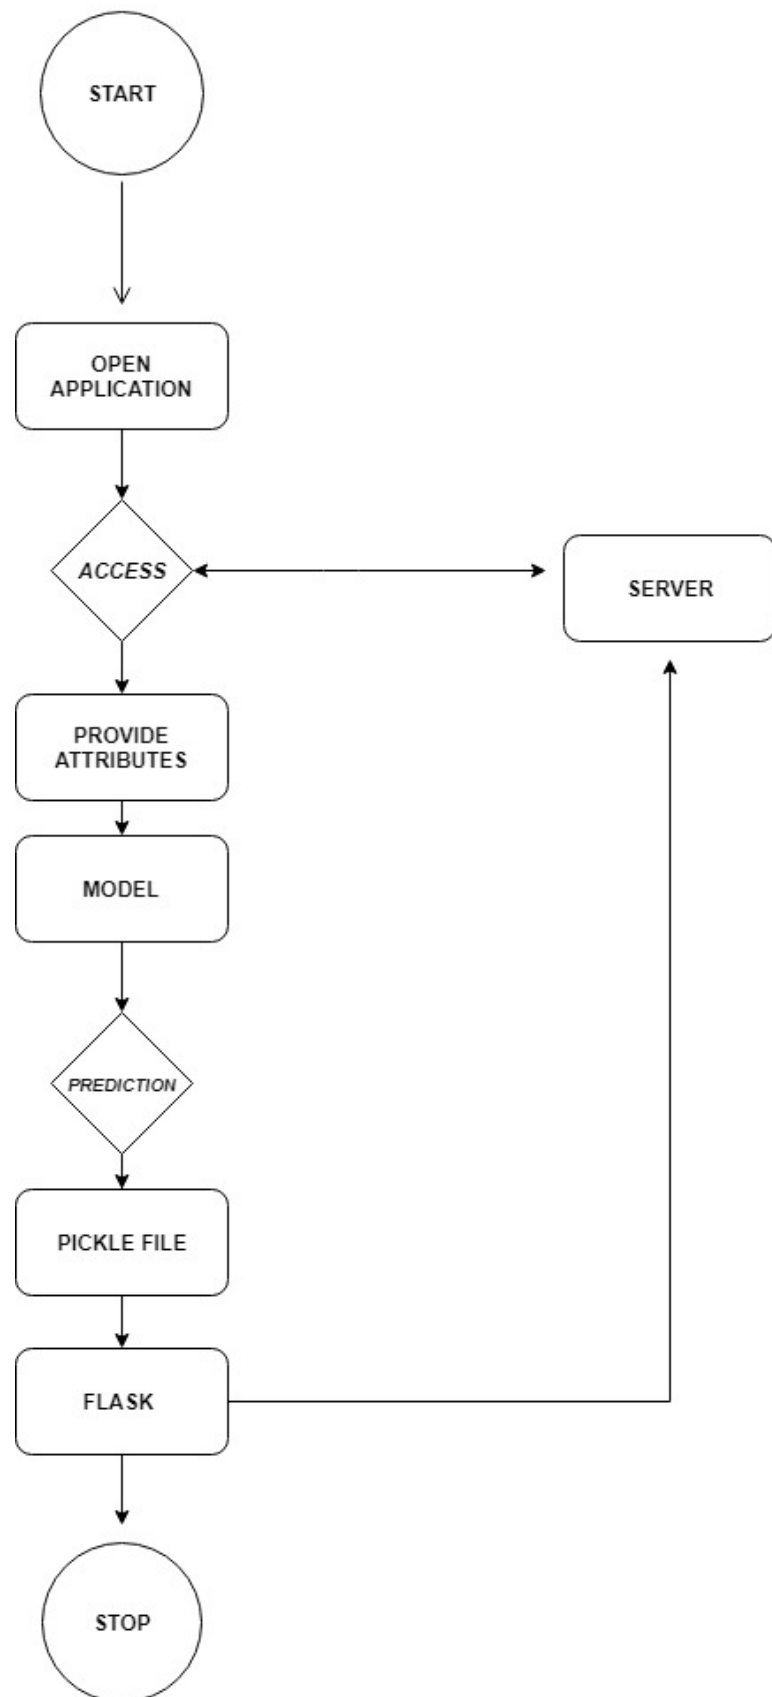 START
OPEN
APPLICATION
ACCESS
SERVER
PROVIDE
ATTRIBUTES
MODEL
PREDICTION
PICKLE FILE
FLASK
STOP